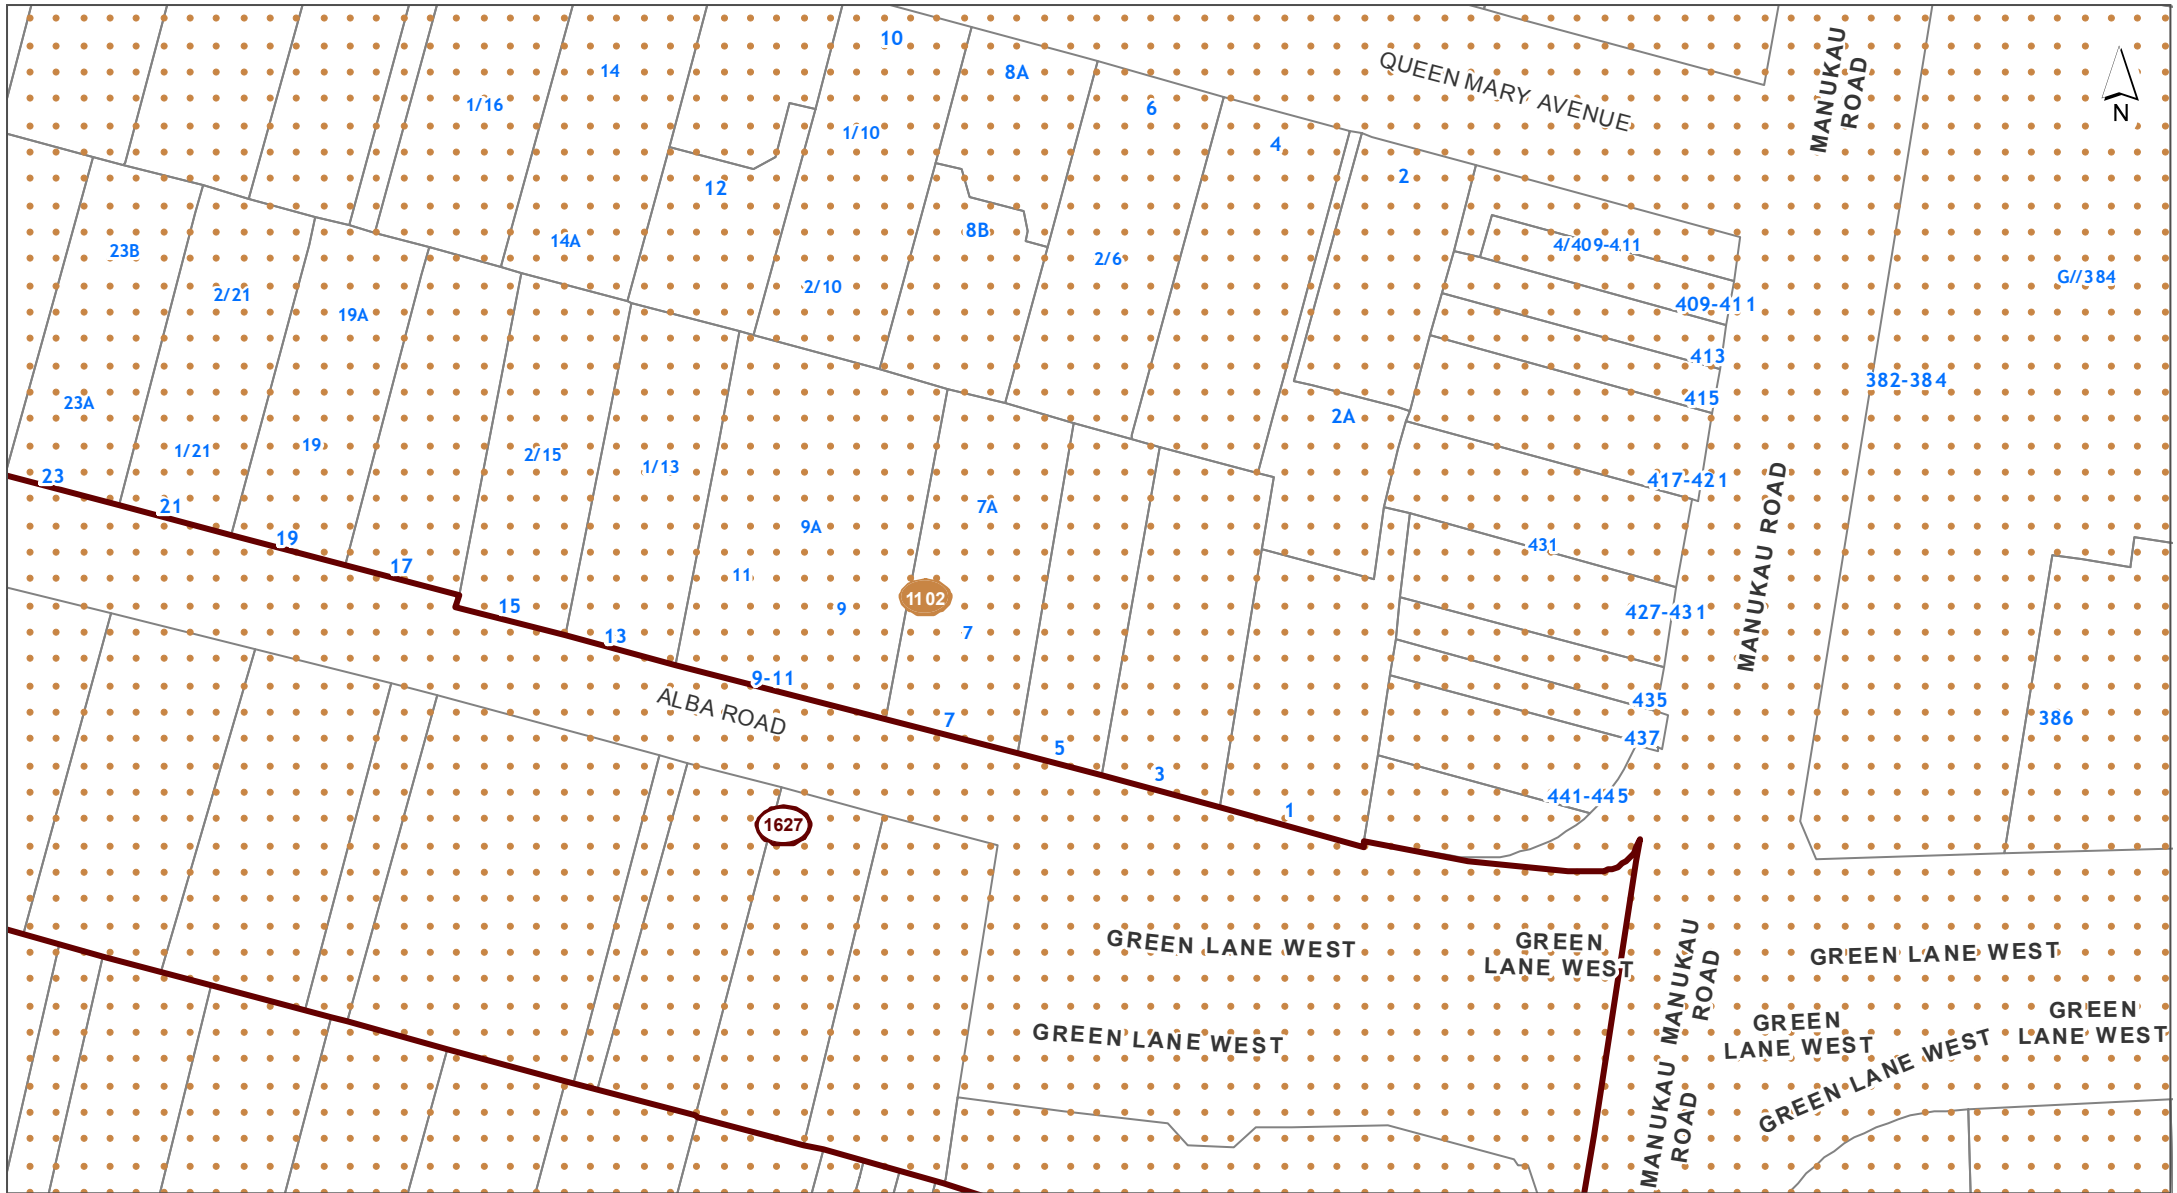 10
8A
14
QUEEN MARY AVENUE
MANUKAU
ROAD
N
1/16
6
1/10
4
2
12
14A
8B
23B
2/6
4/409-411
G//384
2/21
2/10
19A
409-411
413
382-384
415
23A
2A
1/21
19
2/15
1/13
417-421
23
21
7A
9A
19
431
MANUKAU ROAD
17
11
1102
15
9
427-431
13
7
9-11
435
ALBA ROAD
7
386
437
5
3
441-445
1
1627
GREEN LANE WEST
GREEN
LANE WEST
MANUKAU
ROAD
GREEN LANE WEST
GREEN LANE WEST
GREEN
LANE WEST
GREEN
LANE WEST
GREEN LANE WEST
MANUKAU
ROAD